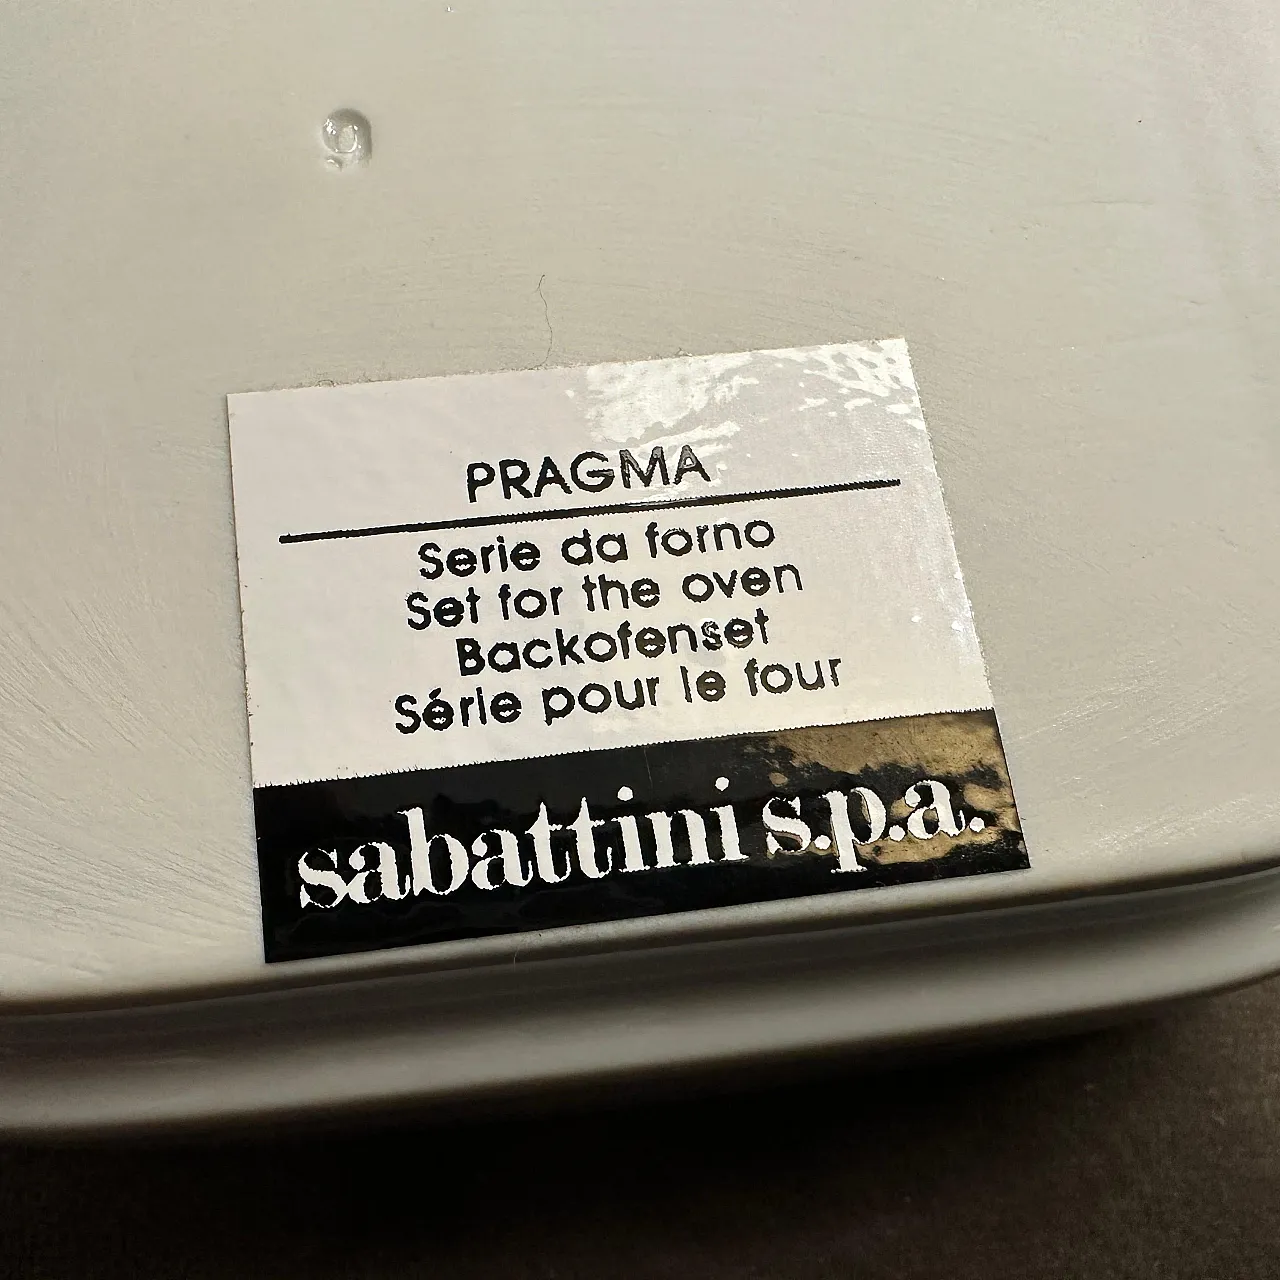 PRAGMA
Serie da forno
Set for the oven
Backofenset
Série pour le four
sabattini s.p.a.